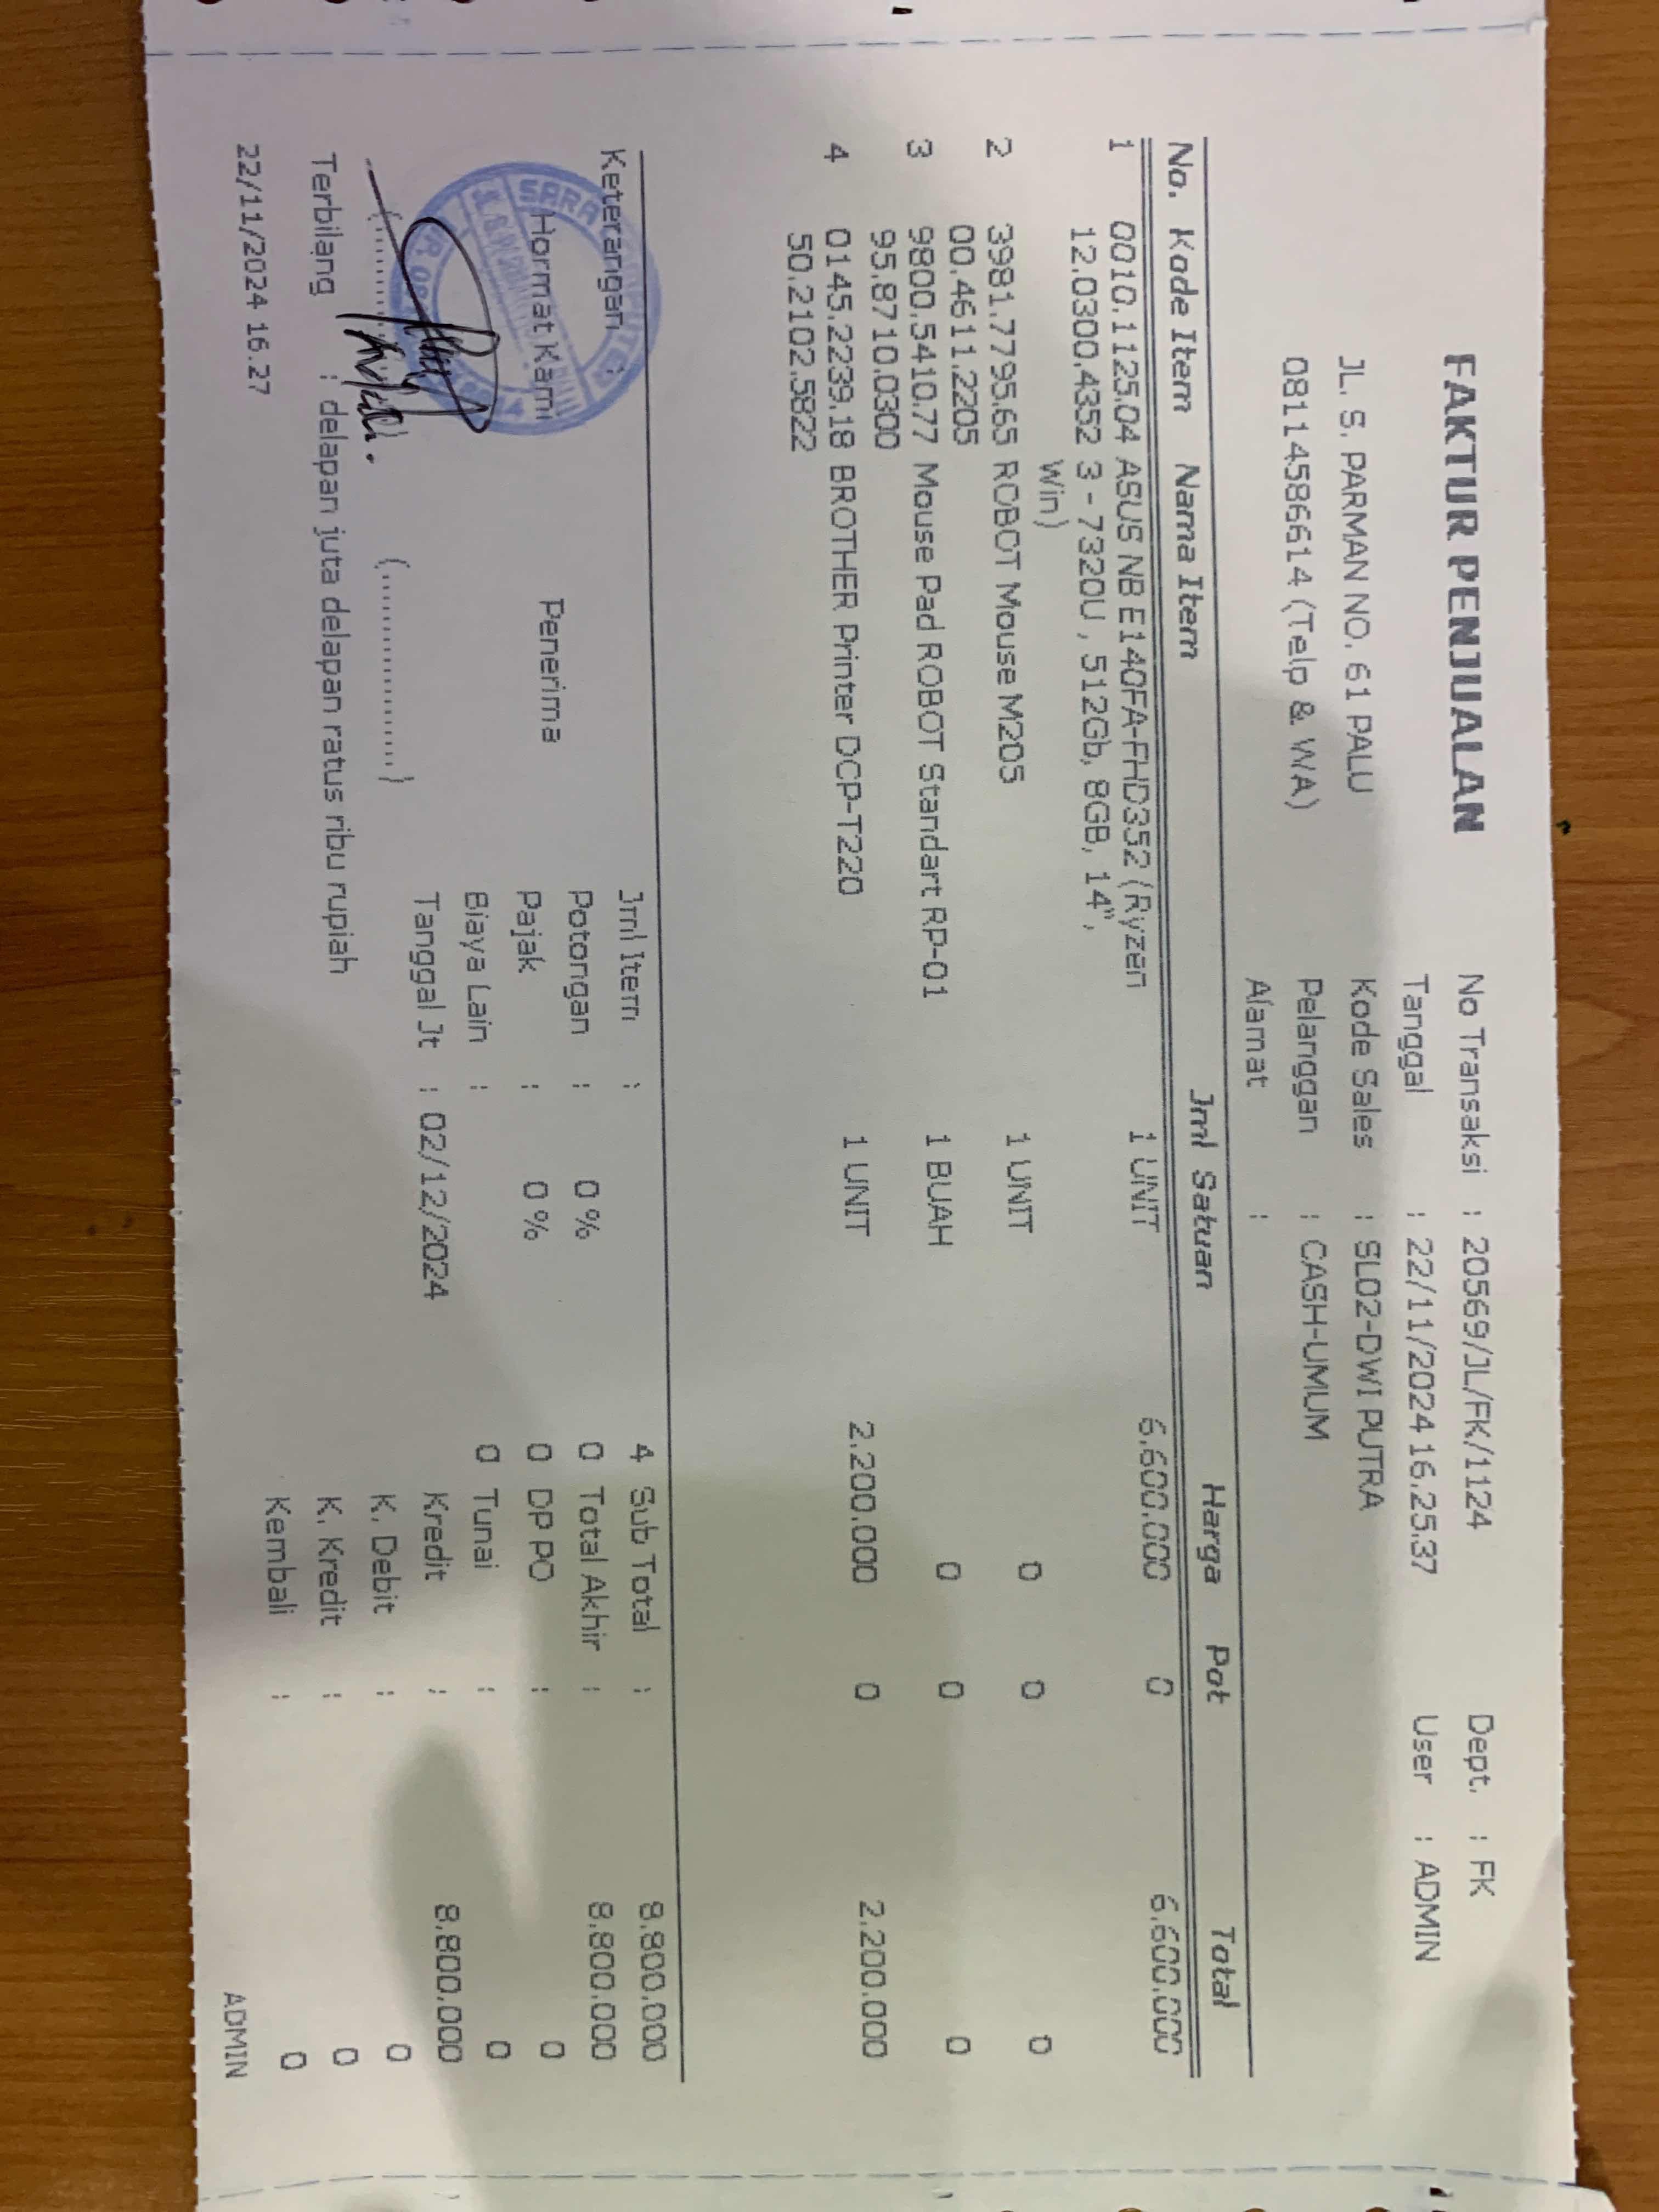 FAKTUR PENJUALAN
JL. S. PARMAN NO. 61 PALU
08114586614 (Telp & WA)
No Transaksi : 20569/JL/FK/1124 Dept. : FK
Tanggal : 22/11/2024 16.25.37 User : ADMIN
Kode Sales : SL02-DWI PUTRA
Pelanggan : CASH-UMUM
Alamat :
No. Kode Item Nama Item Jml Satuan Harga Pot Total
1 0010.1125.04 ASUS NB E140FA-FHD352 (Ryzen 1 UNIT 6.600.000 0 6.600.000
12.0300.4352 3 - 7320U , 512Gb, 8GB, 14",
Win)
2 3981.7795.65 ROBOT Mouse M205 1 UNIT 0 0 0
00.4611.2205
3 9800.5410.77 Mouse Pad ROBOT Standart RP-01 1 BUAH 0 0 0
95.8710.0300
4 0145.2239.18 BROTHER Printer DCP-T220 1 UNIT 2.200.000 0 2.200.000
50.2102.5822
Keterangan : Jml Item : 4 Sub Total : 8.800.000
Potongan : 0 % 0 Total Akhir : 8.800.000
Hormat Kami Penerima Pajak : 0 % 0 DP PO : 0
Biaya Lain : 0 Tunai : 0
Tanggal Jt : 02/12/2024 Kredit : 8.800.000
(................) K. Debit : 0
Terbilang : delapan juta delapan ratus ribu rupiah K. Kredit : 0
Kembali : 0
22/11/2024 16.27 ADMIN
SARA